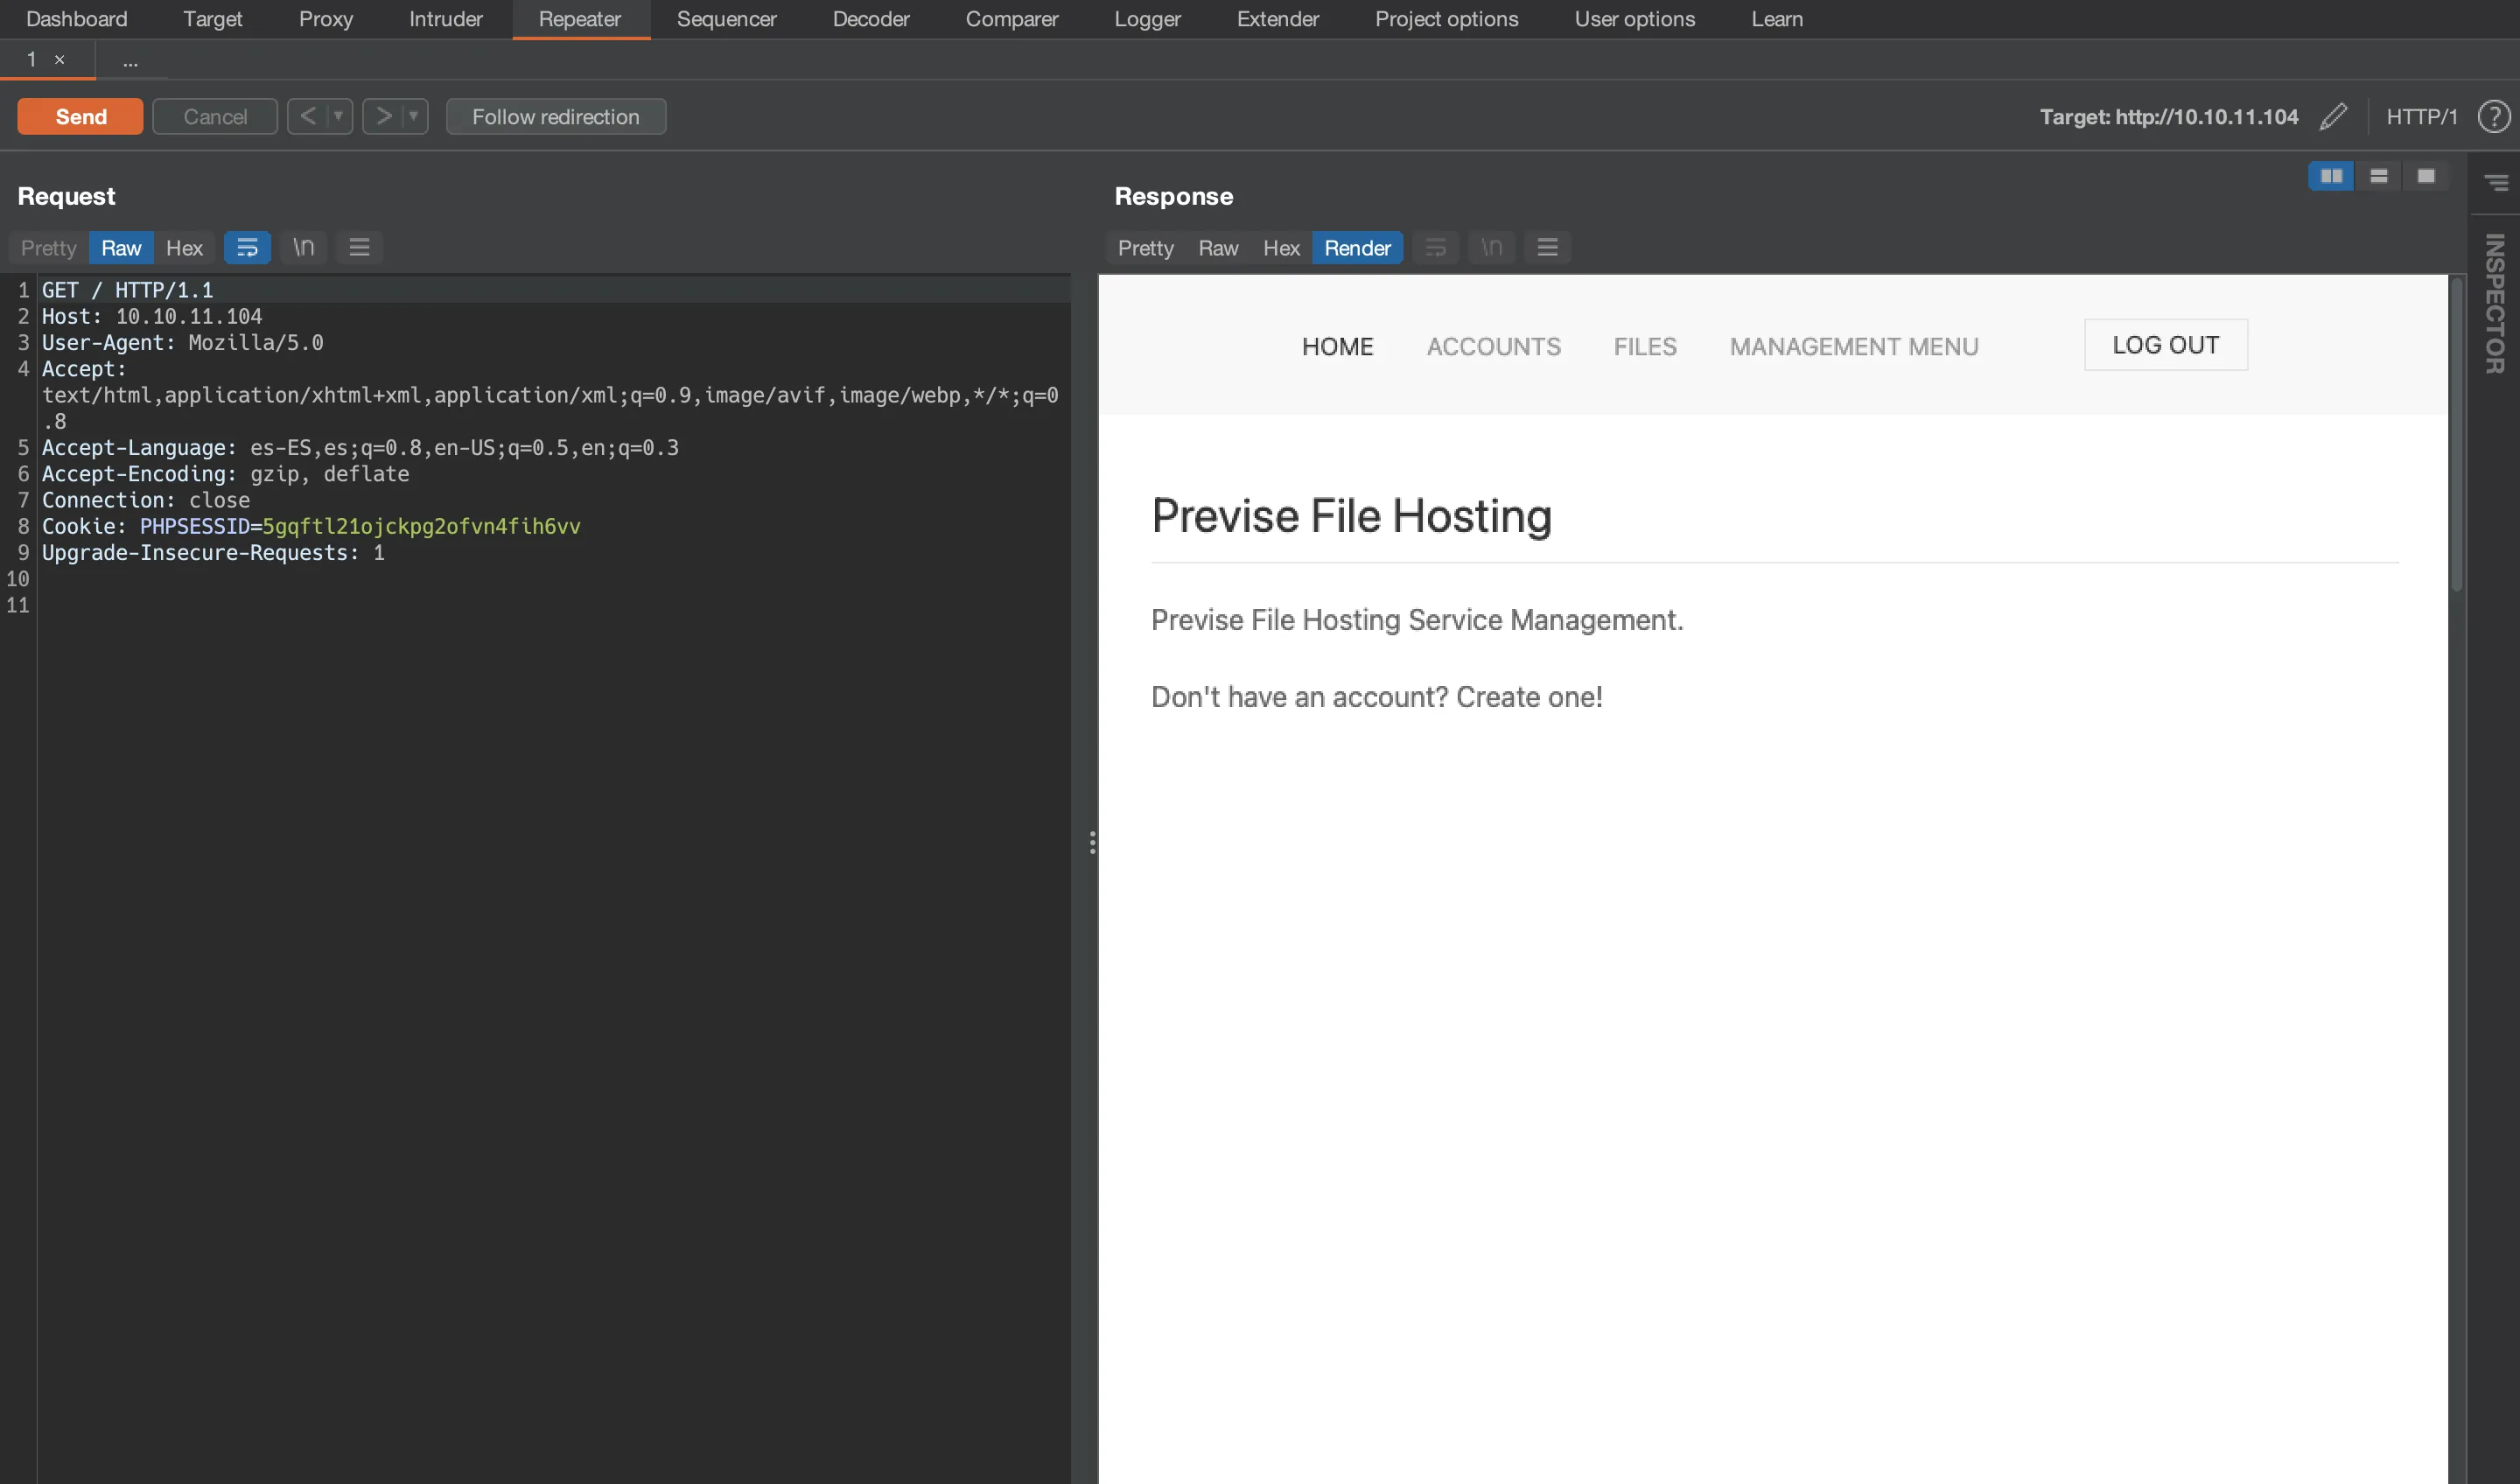 Dashboard Target Proxy Intruder Repeater Sequencer Decoder Comparer Logger Extender Project options User options Learn
1 × ...
Send Cancel < > Follow redirection Target: http://10.10.11.104 HTTP/1 ?
Request
Pretty Raw Hex \n
1 GET / HTTP/1.1
2 Host: 10.10.11.104
3 User-Agent: Mozilla/5.0
4 Accept:
text/html,application/xhtml+xml,application/xml;q=0.9,image/avif,image/webp,*/*;q=0
.8
5 Accept-Language: es-ES,es;q=0.8,en-US;q=0.5,en;q=0.3
6 Accept-Encoding: gzip, deflate
7 Connection: close
8 Cookie: PHPSESSID=5gqftl21ojckpg2ofvn4fih6vv
9 Upgrade-Insecure-Requests: 1
10
11
Response
Pretty Raw Hex Render \n
HOME ACCOUNTS FILES MANAGEMENT MENU LOG OUT
Previse File Hosting
Previse File Hosting Service Management.
Don't have an account? Create one!
INSPECTOR